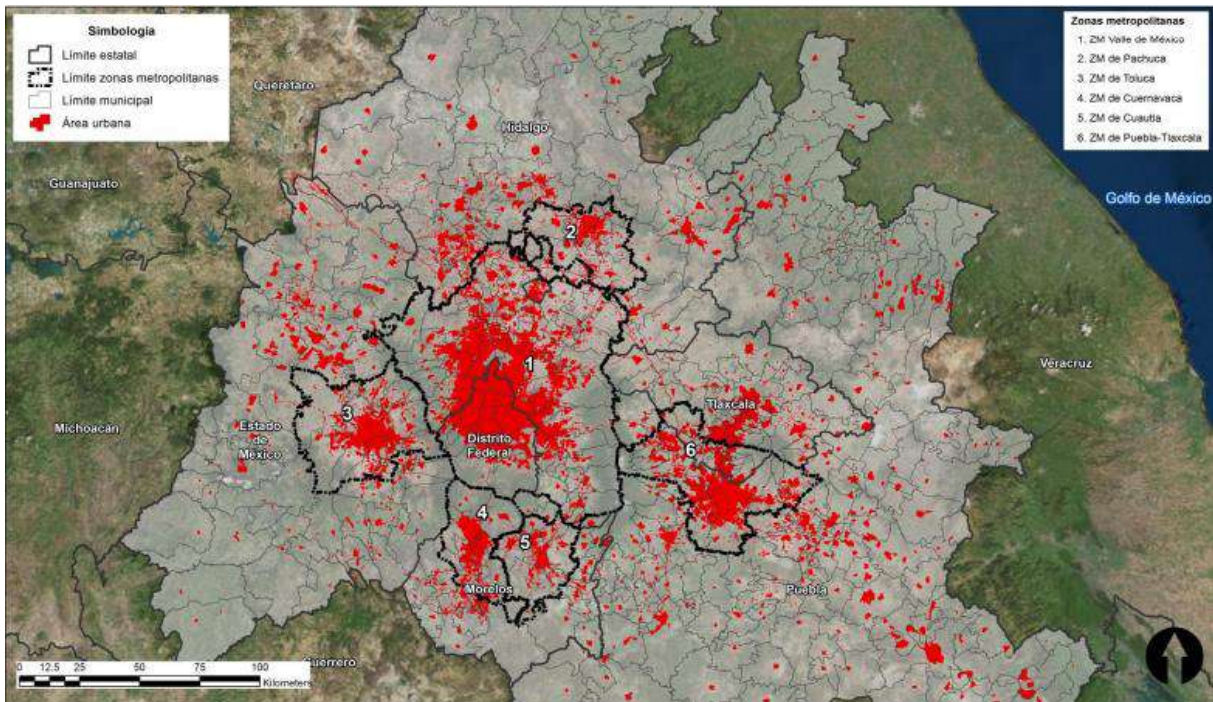 Simbología
Límite estatal
Límite zonas metropolitanas
Límite municipal
Área urbana
Zonas metropolitanas
1. ZM Valle de México
2. ZM de Pachuca
3. ZM de Toluca
4. ZM de Cuernavaca
5. ZM de Cuautla
6. ZM de Puebla-Tlaxcala
Querétaro
Hidalgo
Guanajuato
Golfo de México
2
1
Veracruz
3
Tlaxcala
Michoacán
Estado
de
México
Distrito
Federal
6
4
5
Morelos
Puebla
Guerrero
0 12.5 25 50 75 100
Kilometers